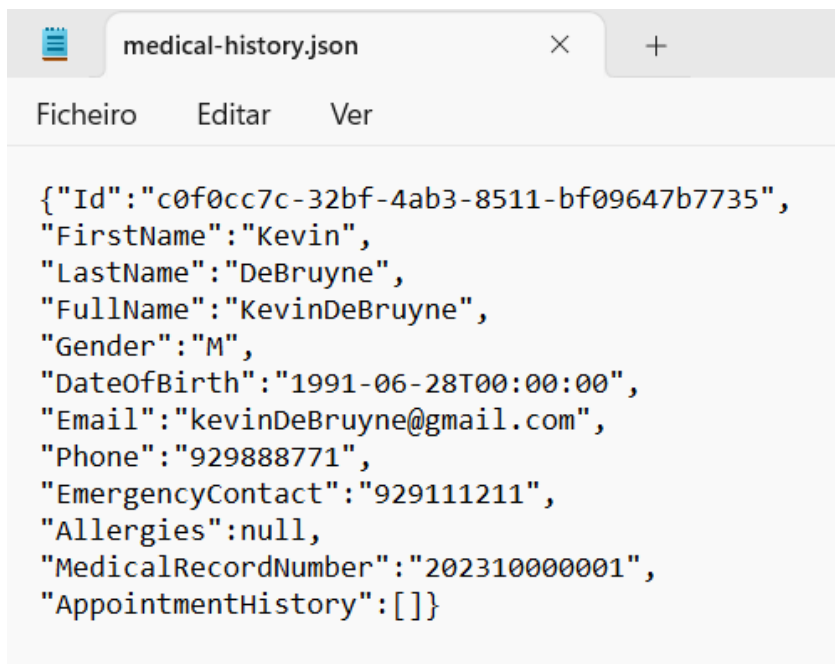 medical-history.json
Ficheiro Editar Ver
{"Id":"c0f0cc7c-32bf-4ab3-8511-bf09647b7735",
"FirstName":"Kevin",
"LastName":"DeBruyne",
"FullName":"KevinDeBruyne",
"Gender":"M",
"DateOfBirth":"1991-06-28T00:00:00",
"Email":"kevinDeBruyne@gmail.com",
"Phone":"929888771",
"EmergencyContact":"929111211",
"Allergies":null,
"MedicalRecordNumber":"202310000001",
"AppointmentHistory":[]}